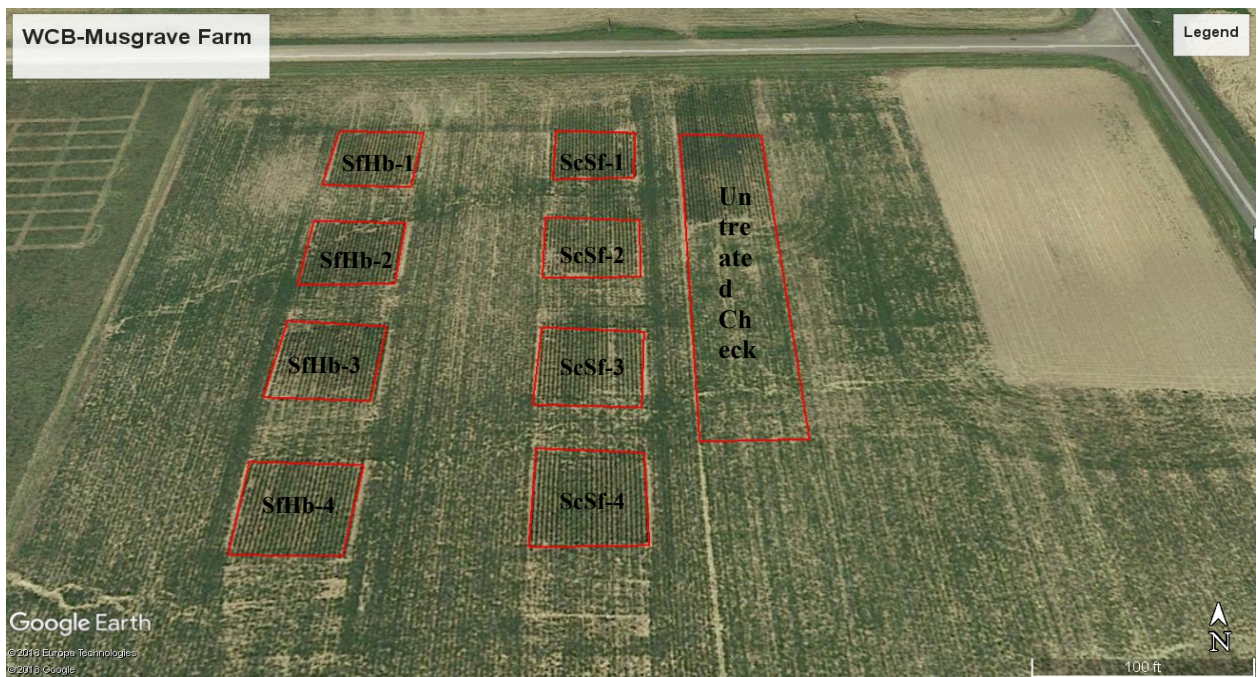 WCB-Musgrave Farm
Legend
SfHb-1
ScSf-1
SfHb-2
ScSf-2
SfHb-3
ScSf-3
SfHb-4
ScSf-4
Un
tre
ate
d
Ch
eck
Google Earth
©2018 Europa Technologies
©2018 Google
N
100 ft